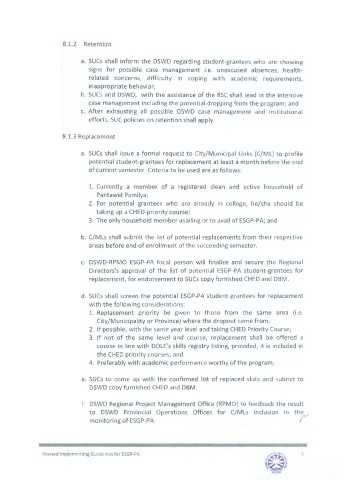 8.1.2 Retention
a. SUCs shall inform the DSWD regarding student-grantees who are showing
signs for possible case management i.e. unexcused absences, health-
related concerns, difficulty in coping with academic requirements,
inappropriate behavior;
b. SUCs and DSWD, with the assistance of the RSC shall lead in the intensive
case management including the potential dropping from the program; and
c. After exhausting all possible DSWD case management and institutional
efforts, SUC policies on retention shall apply.
8.1.3 Replacement
a. SUCs shall issue a formal request to City/Municipal Links (C/ML) to profile
potential student-grantees for replacement at least a month before the end
of current semester. Criteria to be used are as follows:
1. Currently a member of a registered clean and active household of
Pantawid Pamilya;
2. For potential grantees who are already in college, he/she should be
taking up a CHED-priority course;
3. The only household member availing or to avail of ESGP-PA; and
b. C/MLs shall submit the list of potential replacements from their respective
areas before end of enrollment of the succeeding semester.
c. DSWD-RPMO ESGP-PA focal person will finalize and secure the Regional
Directors's approval of the list of potential ESGP-PA student-grantees for
replacement, for endorsement to SUCs copy furnished CHED and DBM.
d. SUCs shall screen the potential ESGP-PA student-grantees for replacement
with the following considerations:
1. Replacement priority be given to those from the same area (i.e.
City/Municipality or Province) where the dropout came from;
2. If possible, with the same year level and taking CHED Priority Course;
3. If not of the same level and course, replacement shall be offered a
course in line with DOLE's skills registry listing, provided, it is included in
the CHED priority courses; and
4. Preferably with academic performance worthy of the program;
e. SUCs to come up with the confirmed list of replaced slots and submit to
DSWD copy furnished CHED and DBM.
f. DSWD Regional Project Management Office (RPMO) to feedback the result
to DSWD Provincial Operations Offices for C/MLs inclusion in the
monitoring of ESGP-PA.
Revised Implementing Guidelines for ESGP-PA